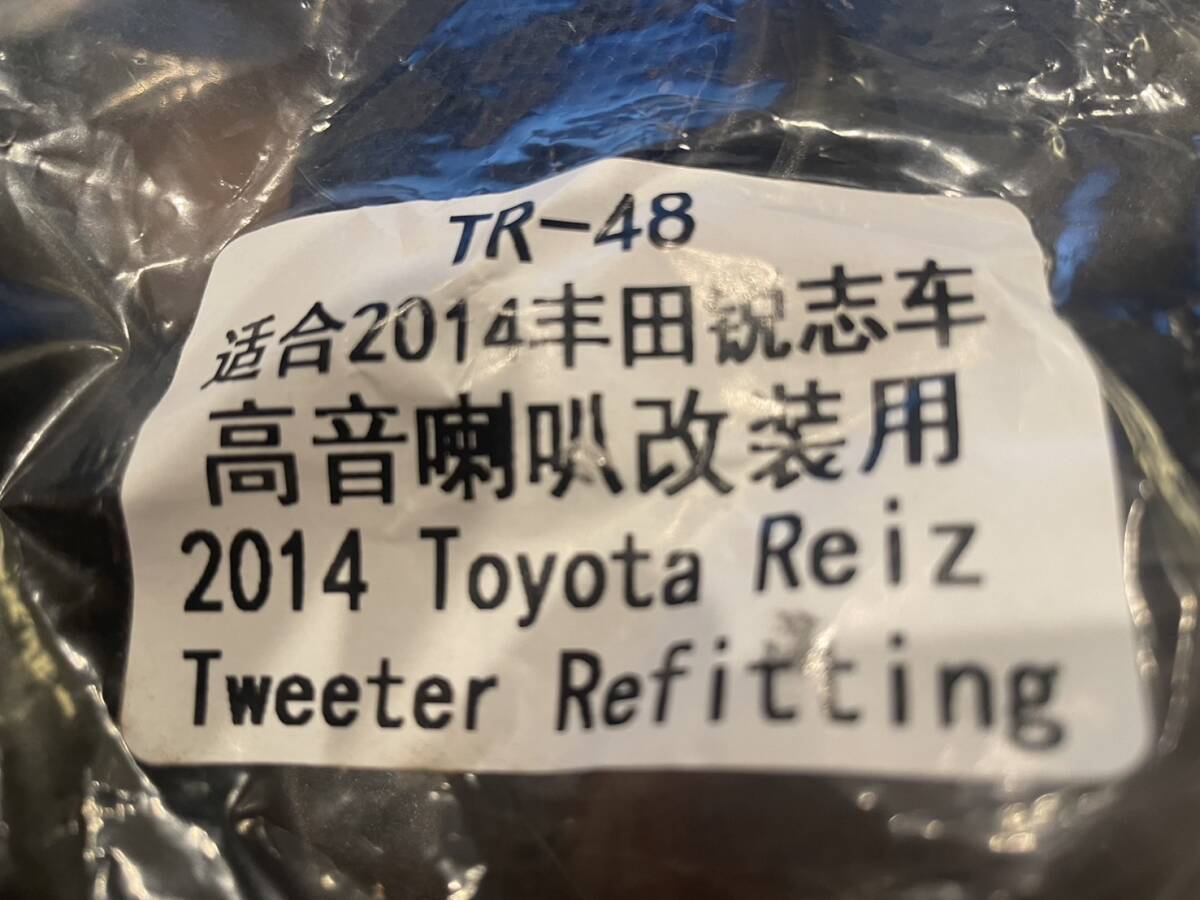 TR-48
适合2014丰田锐志车
高音喇叭改装用
2014 Toyota Reiz
Tweeter Refitting